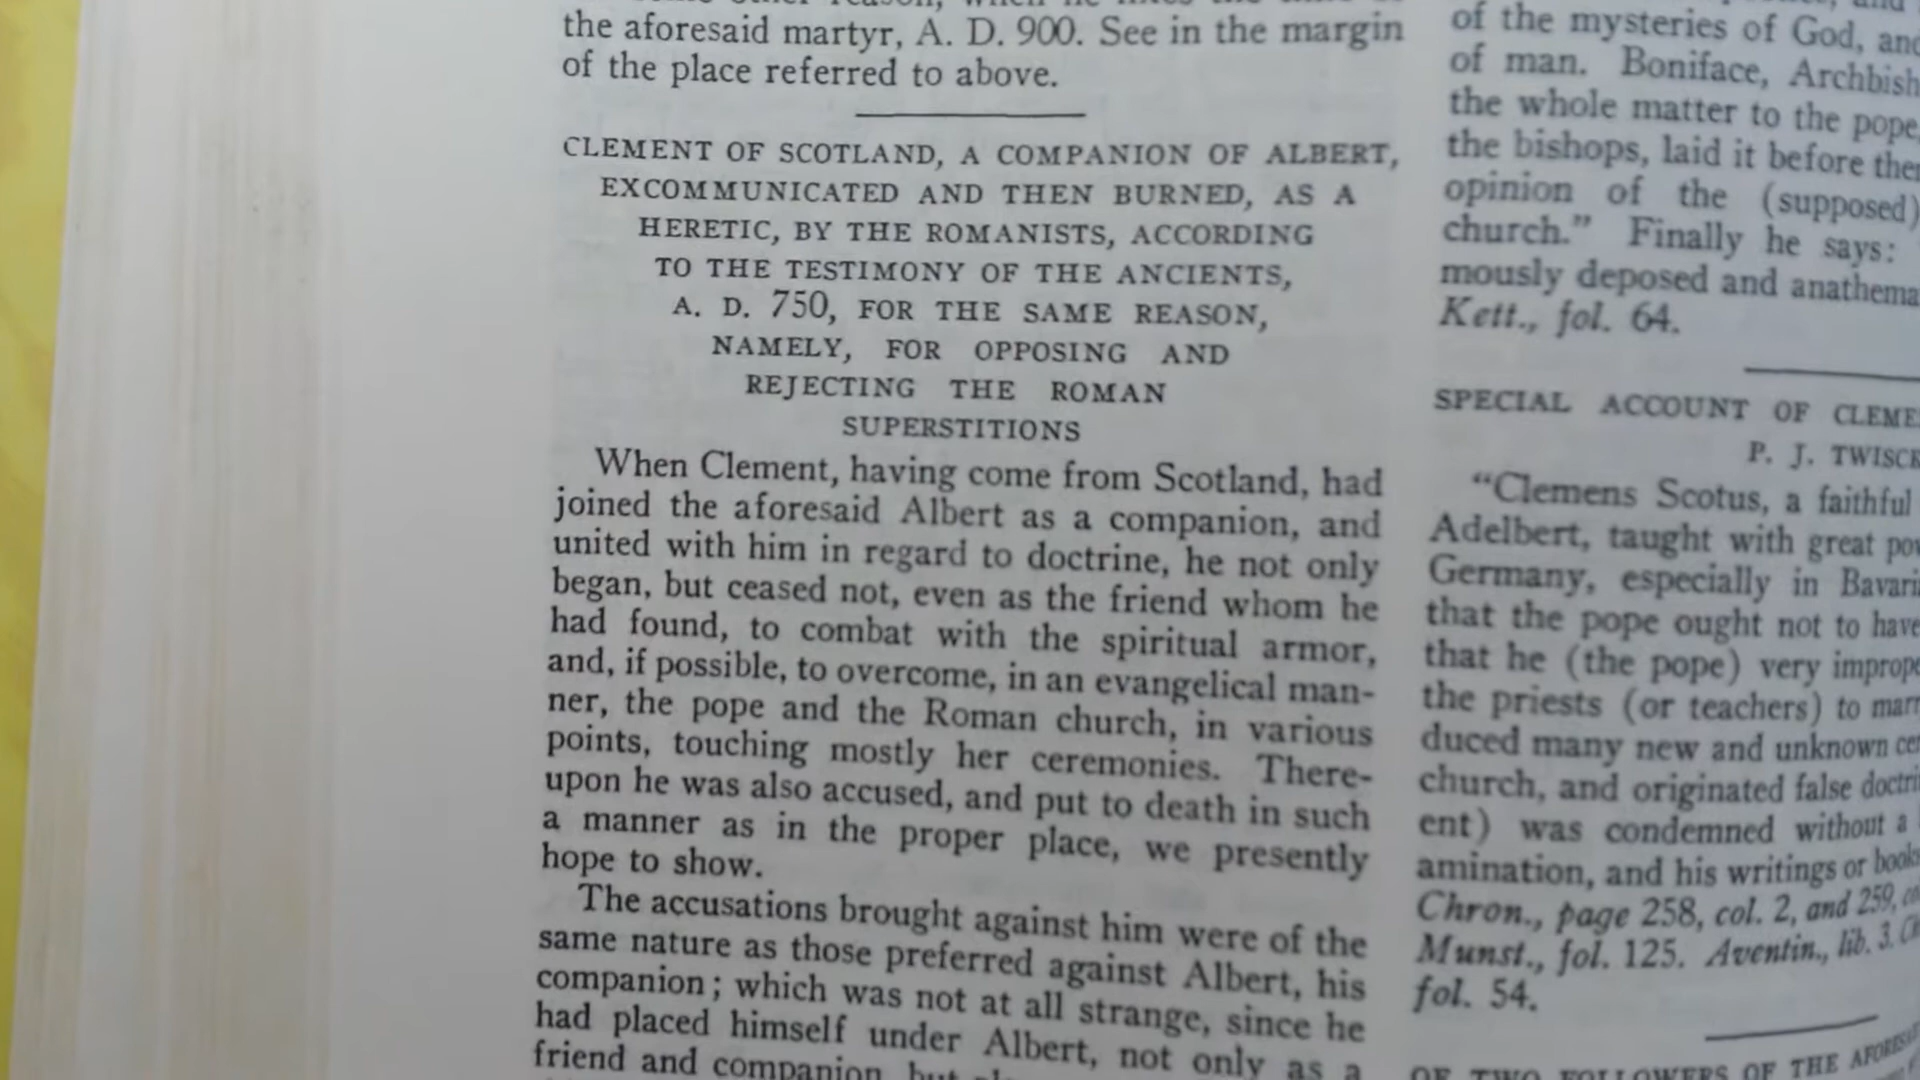 the aforesaid martyr, A. D. 900. See in the margin
of the place referred to above.
CLEMENT OF SCOTLAND, A COMPANION OF ALBERT,
EXCOMMUNICATED AND THEN BURNED, AS A
HERETIC, BY THE ROMANISTS, ACCORDING
TO THE TESTIMONY OF THE ANCIENTS,
A. D. 750, FOR THE SAME REASON,
NAMELY, FOR OPPOSING AND
REJECTING THE ROMAN
SUPERSTITIONS
When Clement, having come from Scotland, had
joined the aforesaid Albert as a companion, and
united with him in regard to doctrine, he not only
began, but ceased not, even as the friend whom he
had found, to combat with the spiritual armor,
and, if possible, to overcome, in an evangelical man-
ner, the pope and the Roman church, in various
points, touching mostly her ceremonies. There-
upon he was also accused, and put to death in such
a manner as in the proper place, we presently
hope to show.
The accusations brought against him were of the
same nature as those preferred against Albert, his
companion; which was not at all strange, since he
had placed himself under Albert, not only as a
friend and companion, but
of the mysteries of God, and
of man. Boniface,
the whole matter to the pope,
the bishops, laid it before
opinion of the (supposed)
church." Finally he says:
mously deposed and
Kett., fol. 64.
SPECIAL ACCOUNT OF
P. J.
"Clemens Scotus, a faithful
Adelbert, taught with great
Germany, especially in
that the pope ought not to have
that he (the pope) very
the priests (or teachers) to
duced many new and unknown
church, and originated false
ent) was condemned without a
amination, and his writings or
Chron., page 258, col. 2, and 259,
Munst., fol. 125. Aventin., lib. 3.
fol. 54.
OF TWO FOLLOWERS OF THE